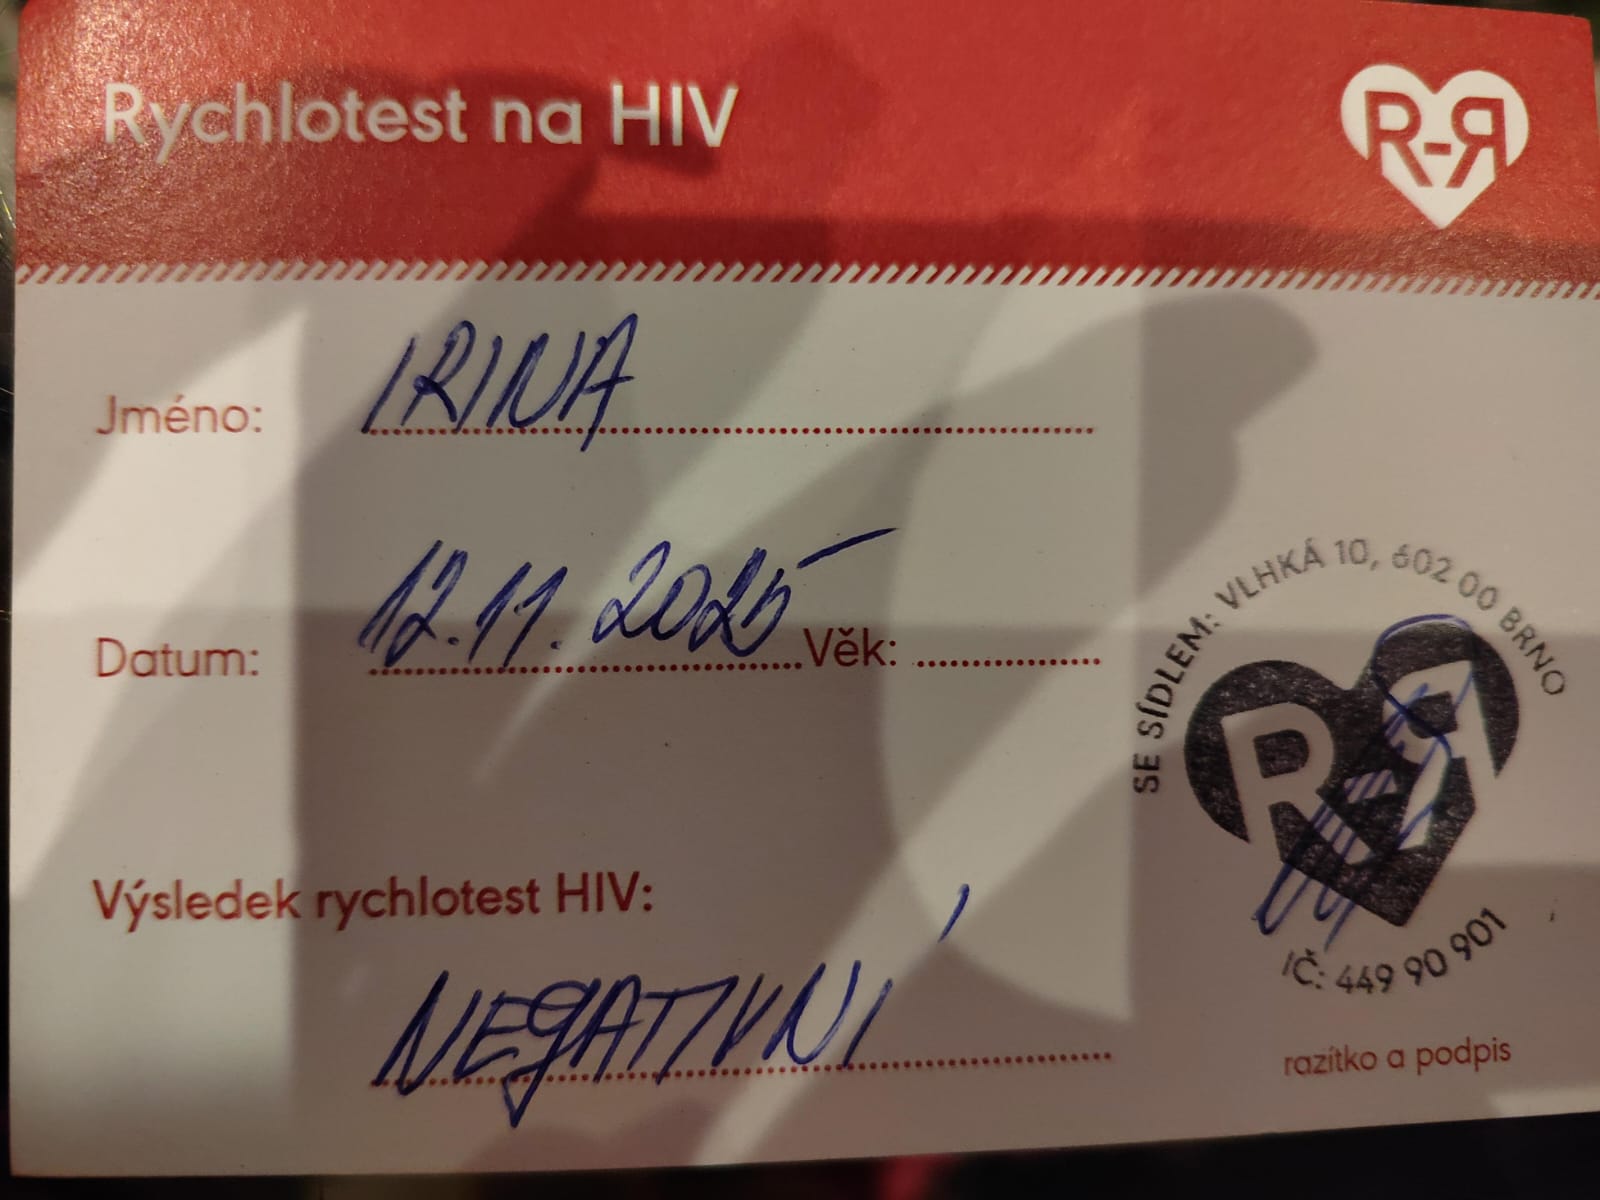 Rychlotest na HIV
R-R
Jméno: IRINA
Datum: 12.11.2025 Věk:
SE SÍDLEM: VLHKÁ 10, 602 00 BRNO
R-R
IČ: 449 90 901
Výsledek rychlotest HIV:
NEGATIVNÍ
razítko a podpis